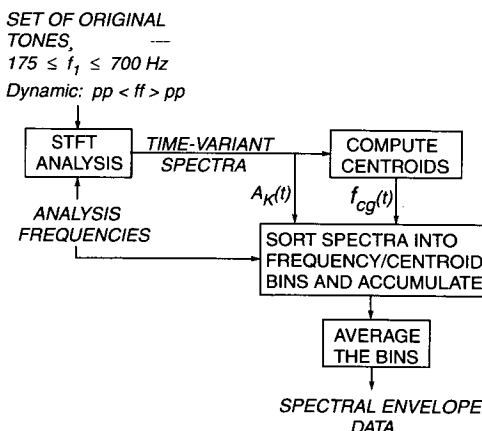 SET OF ORIGINAL
TONES,
175 ≤ f1 ≤ 700 Hz
Dynamic: pp < ff > pp
STFT
ANALYSIS
TIME-VARIANT
SPECTRA
COMPUTE
CENTROIDS
AK(t)
fcg(t)
ANALYSIS
FREQUENCIES
SORT SPECTRA INTO
FREQUENCY/CENTROID
BINS AND ACCUMULATE
AVERAGE
THE BINS
SPECTRAL ENVELOPE
DATA